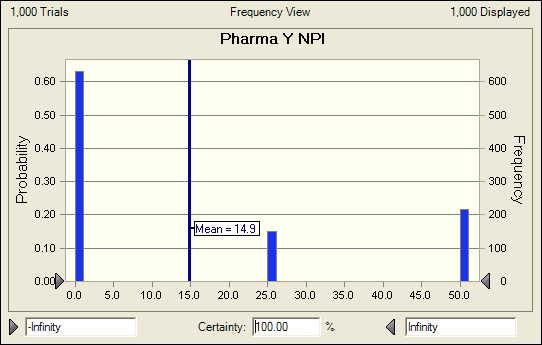 1,000 Trials Frequency View 1,000 Displayed
Pharma Y NPI
0.60 600
0.50 500
0.40 400
0.30 300
0.20 200
0.10 100
0.00 0
Probability
Frequency
Mean = 14.9
0.0 5.0 10.0 15.0 20.0 25.0 30.0 35.0 40.0 45.0 50.0
-Infinity Certainty: 100.00 % Infinity